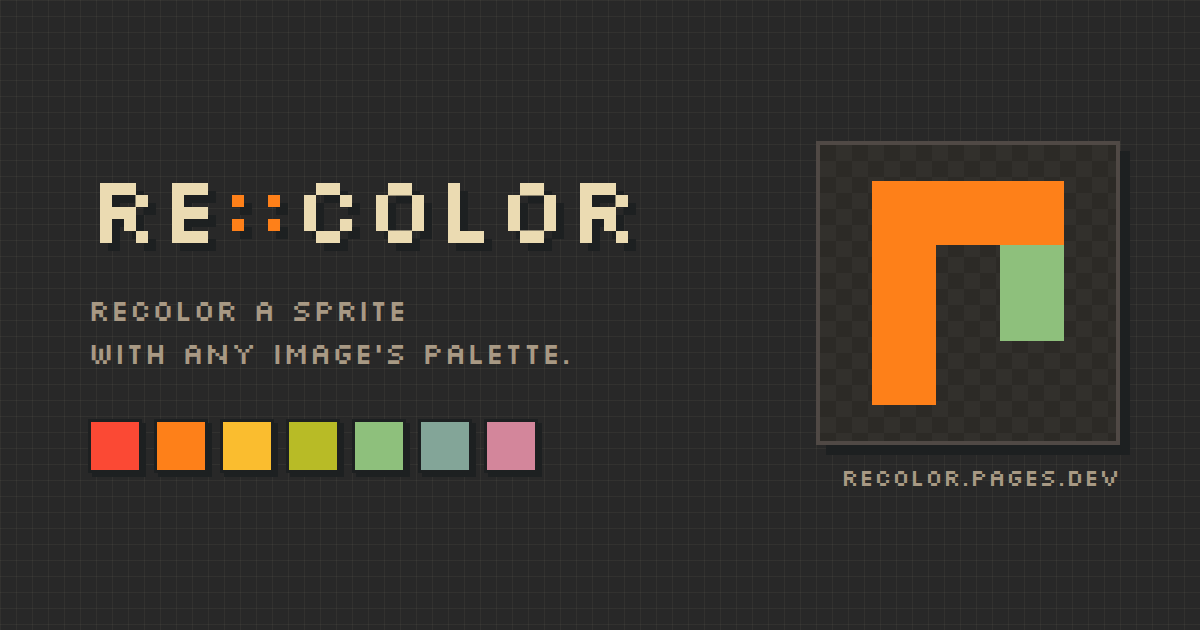 RE::COLOR
RECOLOR A SPRITE
WITH ANY IMAGE'S PALETTE.
RECOLOR.PAGES.DEV